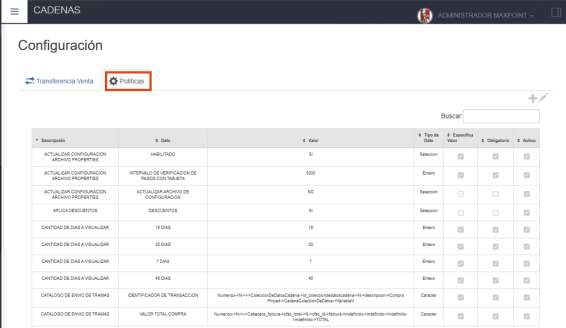 CADENAS
ADMINISTRADOR MAXPOINT
Configuración
Transferencia Venta
Políticas
Buscar:
Descripción Dato Valor Tipo de Dato Especifica Valor Obligatorio Activo
ACTUALIZAR CONFIGURACION ARCHIVO PROPERTIES HABILITADO SI Seleccion
ACTUALIZAR CONFIGURACION ARCHIVO PROPERTIES INTERVALO DE VERIFICACION DE PAGOS CON TARJETA 5000 Entero
ACTUALIZAR CONFIGURACION ARCHIVO PROPERTIES ACTUALIZAR ARCHIVO DE CONFIGURACION NO Seleccion
APLICA DESCUENTOS DESCUENTOS SI Seleccion
CANTIDAD DE DIAS A VISUALIZAR 15 DIAS 15 Entero
CANTIDAD DE DIAS A VISUALIZAR 30 DIAS 30 Entero
CANTIDAD DE DIAS A VISUALIZAR 7 DIAS 7 Entero
CANTIDAD DE DIAS A VISUALIZAR 45 DIAS 45 Entero
CATALOGO DE ENVIO DE TRAMAS IDENTIFICADOR DE TRANSACCION Caracter
CATALOGO DE ENVIO DE TRAMAS VALOR TOTAL COMPRA Caracter